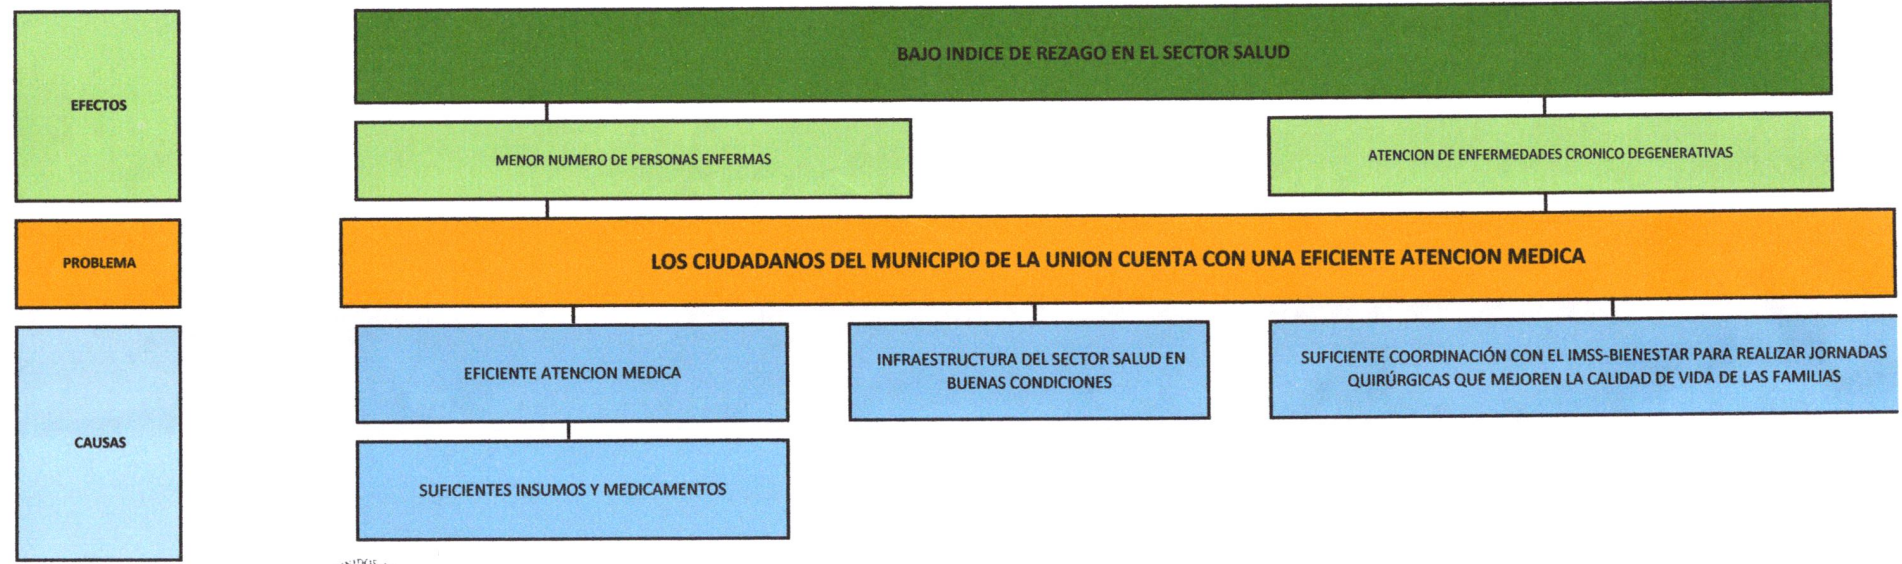 EFECTOS
BAJO INDICE DE REZAGO EN EL SECTOR SALUD
MENOR NUMERO DE PERSONAS ENFERMAS
ATENCION DE ENFERMEDADES CRONICO DEGENERATIVAS
PROBLEMA
LOS CIUDADANOS DEL MUNICIPIO DE LA UNION CUENTA CON UNA EFICIENTE ATENCION MEDICA
CAUSAS
EFICIENTE ATENCION MEDICA
INFRAESTRUCTURA DEL SECTOR SALUD EN
BUENAS CONDICIONES
SUFICIENTE COORDINACIÓN CON EL IMSS-BIENESTAR PARA REALIZAR JORNADAS
QUIRÚRGICAS QUE MEJOREN LA CALIDAD DE VIDA DE LAS FAMILIAS
SUFICIENTES INSUMOS Y MEDICAMENTOS